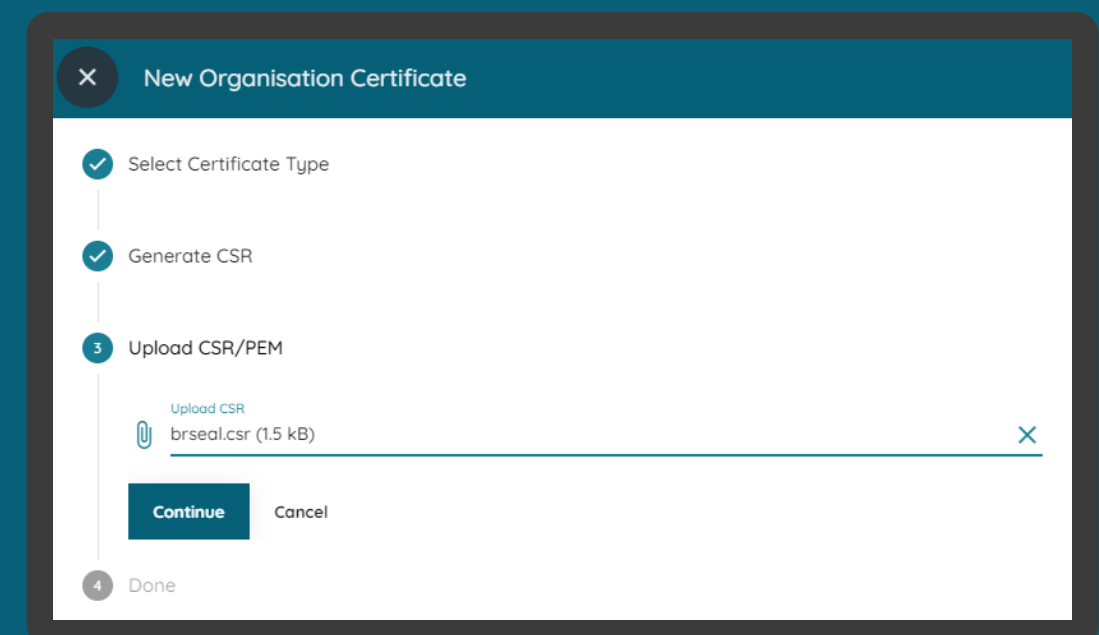 New Organisation Certificate
Select Certificate Type
Generate CSR
3 Upload CSR/PEM
Upload CSR
brseal.csr (1.5 kB)
Continue Cancel
4 Done